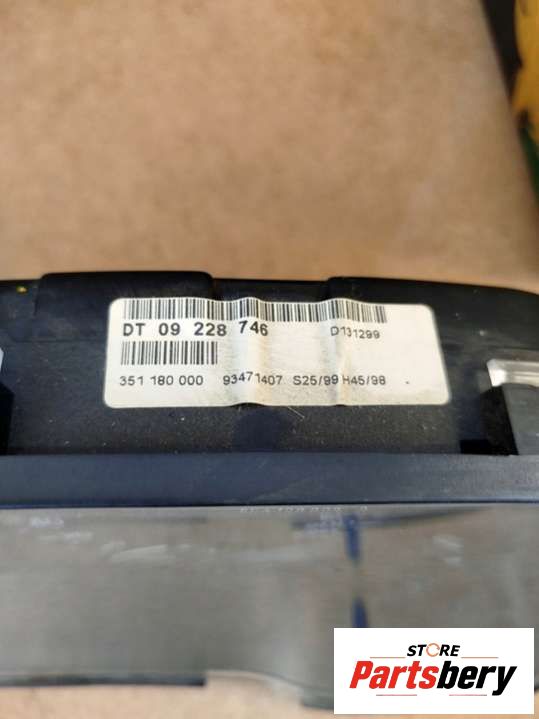 DT 09 228 746 D131299
351 180 000 93471407 S25/99 H45/98
STORE
Partsbery